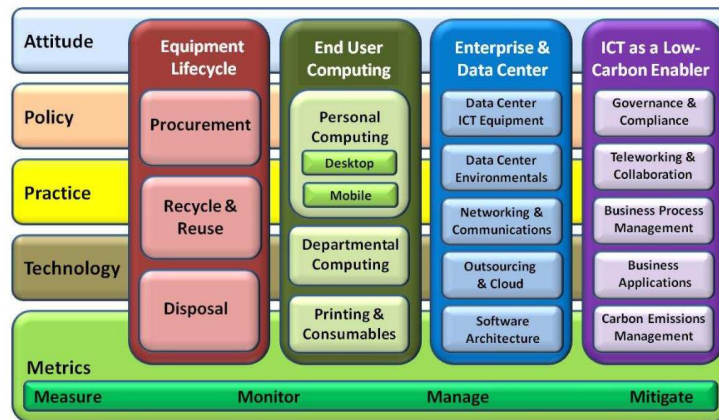 Attitude
Policy
Practice
Technology
Metrics
Equipment
Lifecycle
Procurement
Recycle &
Reuse
Disposal
End User
Computing
Personal
Computing
Desktop
Mobile
Departmental
Computing
Printing &
Consumables
Enterprise &
Data Center
Data Center
ICT Equipment
Data Center
Environmentals
Networking &
Communications
Outsourcing
& Cloud
Software
Architecture
ICT as a Low-
Carbon Enabler
Governance &
Compliance
Teleworking &
Collaboration
Business Process
Management
Business
Applications
Carbon Emissions
Management
Measure Monitor Manage Mitigate